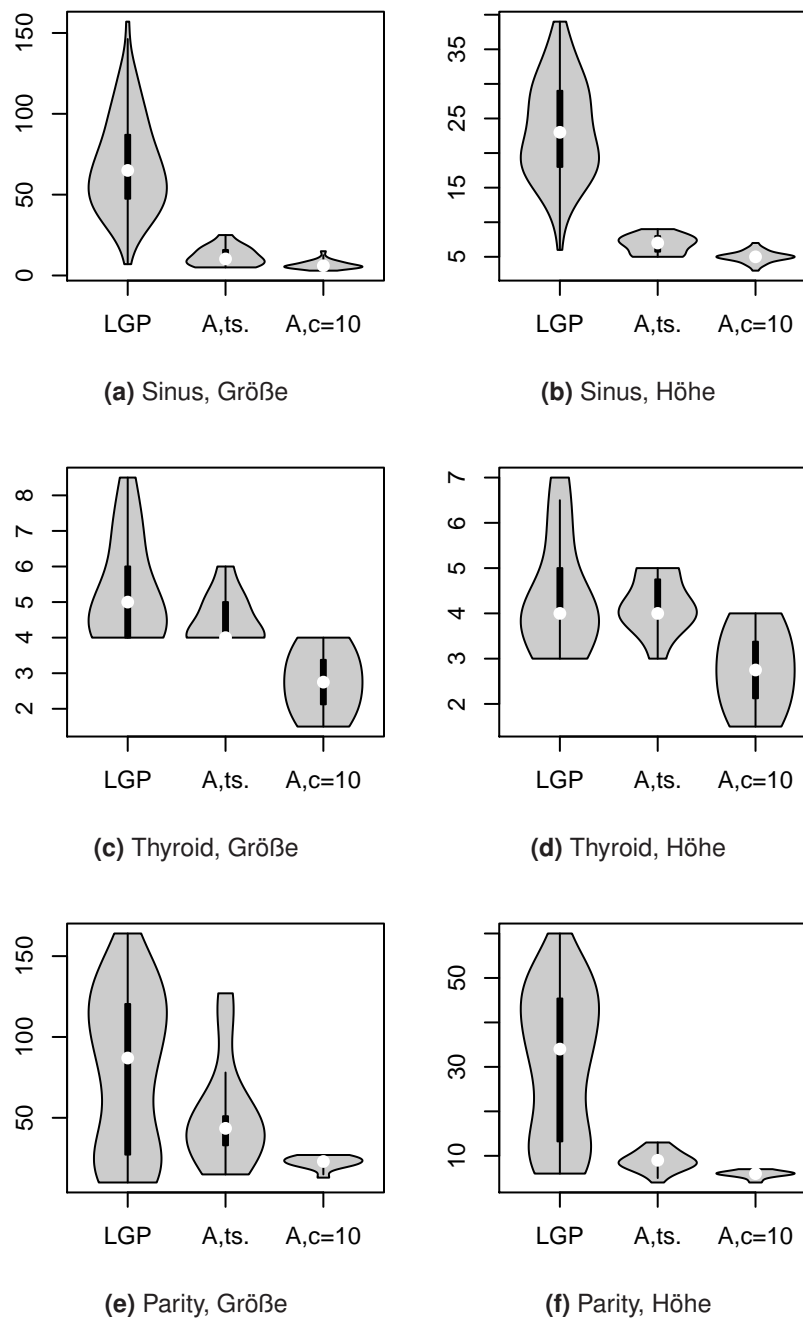 0 50 100 150
LGP A,ts. A,c=10
(a) Sinus, Größe
5 15 25 35
LGP A,ts. A,c=10
(b) Sinus, Höhe
2 3 4 5 6 7 8
LGP A,ts. A,c=10
(c) Thyroid, Größe
2 3 4 5 6 7
LGP A,ts. A,c=10
(d) Thyroid, Höhe
50 100 150
LGP A,ts. A,c=10
(e) Parity, Größe
10 30 50
LGP A,ts. A,c=10
(f) Parity, Höhe